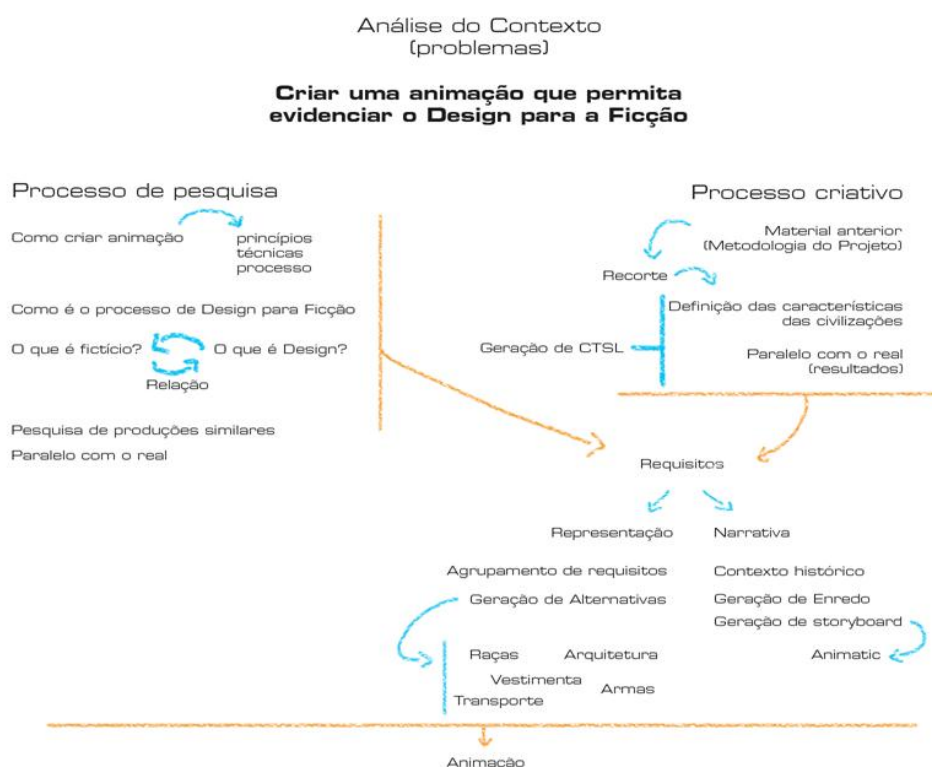 Análise do Contexto
(problemas)
Criar uma animação que permita
evidenciar o Design para a Ficção
Processo de pesquisa
Como criar animação
princípios
técnicas
processo
Como é o processo de Design para Ficção
O que é fictício?
O que é Design?
Relação
Pesquisa de produções similares
Paralelo com o real
Processo criativo
Material anterior
(Metodologia do Projeto)
Recorte
Definição das características
das civilizações
Geração de CTSL
Paralelo com o real
(resultados)
Requisitos
Representação
Narrativa
Agrupamento de requisitos
Contexto histórico
Geração de Alternativas
Geração de Enredo
Geração de storyboard
Raças
Arquitetura
Animatic
Vestimenta
Armas
Transporte
Animação